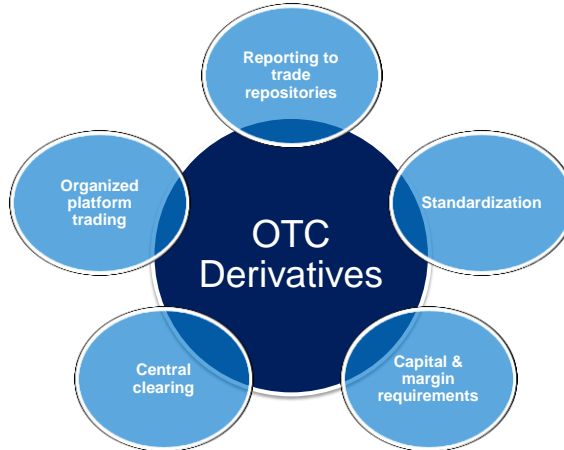 Reporting to
trade
repositories
Organized
platform
trading
Standardization
OTC
Derivatives
Central
clearing
Capital &
margin
requirements